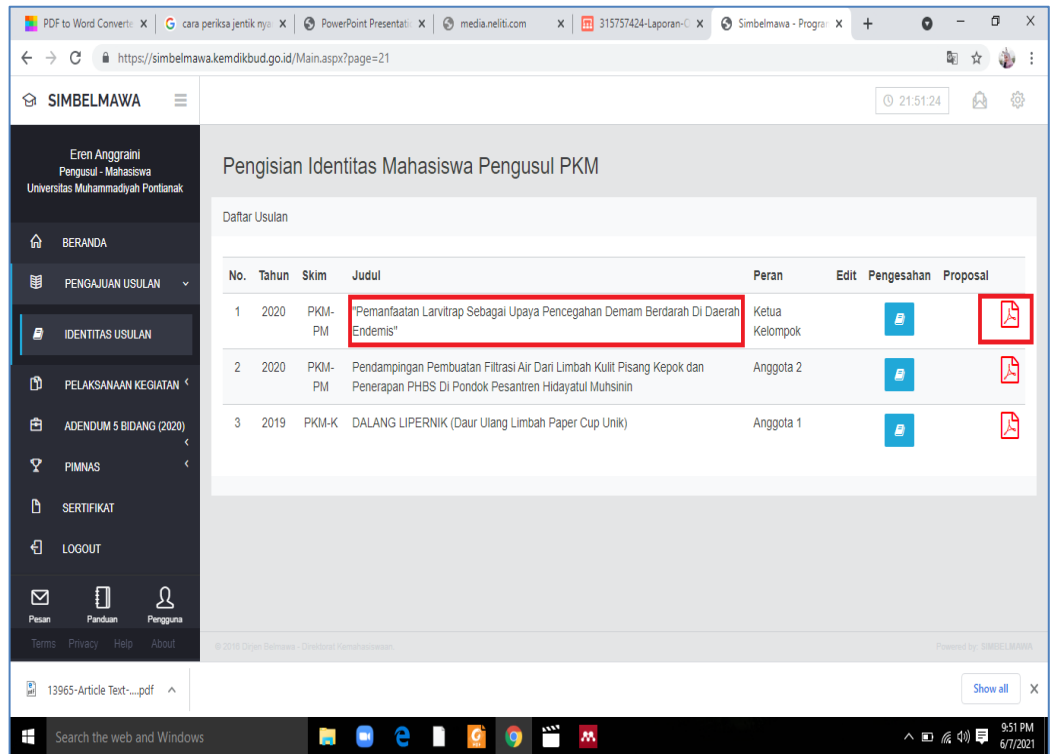 PDF to Word Converte
cara periksa jentik nya
PowerPoint Presentati
media.neliti.com
315757424-Laporan-C
Simbelmawa - Progran
https://simbelmawa.kemdikbud.go.id/Main.aspx?page=21
SIMBELMAWA
21:51:24
Eren Anggraini
Pengusul - Mahasiswa
Universitas Muhammadiyah Pontianak
BERANDA
PENGAJUAN USULAN
IDENTITAS USULAN
PELAKSANAAN KEGIATAN
ADENDUM 5 BIDANG (2020)
PIMNAS
SERTIFIKAT
LOGOUT
Pesan Panduan Pengguna
Terms Privacy Help About
Pengisian Identitas Mahasiswa Pengusul PKM
Daftar Usulan
No. Tahun Skim Judul Peran Edit Pengesahan Proposal
1 2020 PKM- "Pemanfaatan Larvitrap Sebagai Upaya Pencegahan Demam Berdarah Di Daerah Ketua
PM Endemis" Kelompok
2 2020 PKM- Pendampingan Pembuatan Filtrasi Air Dari Limbah Kulit Pisang Kepok dan Anggota 2
PM Penerapan PHBS Di Pondok Pesantren Hidayatul Muhsinin
3 2019 PKM-K DALANG LIPERNIK (Daur Ulang Limbah Paper Cup Unik) Anggota 1
Powered by: SIMBELMAWA
13965-Article Text-....pdf
Show all
Search the web and Windows
9:51 PM
6/7/2021